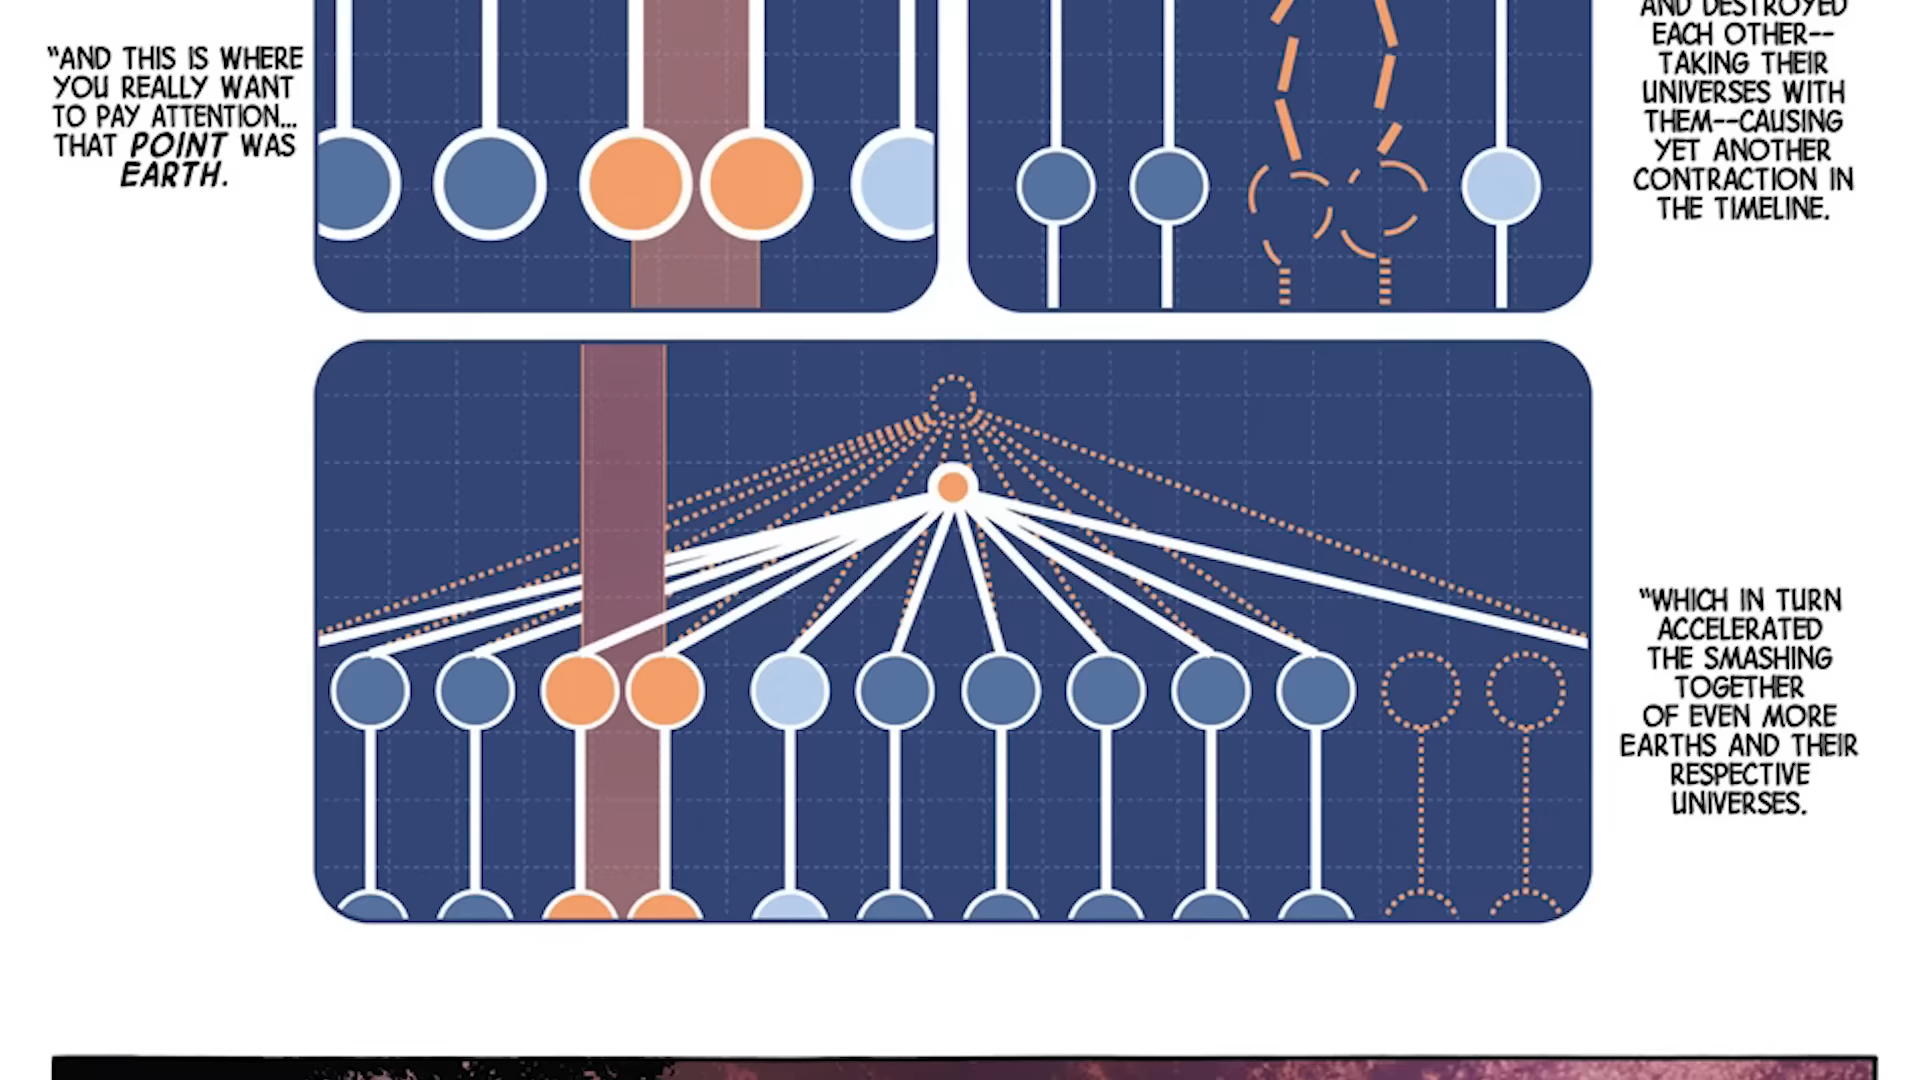 "AND THIS IS WHERE
YOU REALLY WANT
TO PAY ATTENTION...
THAT POINT WAS
EARTH.
AND DESTROYED
EACH OTHER--
TAKING THEIR
UNIVERSES WITH
THEM--CAUSING
YET ANOTHER
CONTRACTION IN
THE TIMELINE.
"WHICH IN TURN
ACCELERATED
THE SMASHING
TOGETHER
OF EVEN MORE
EARTHS AND THEIR
RESPECTIVE
UNIVERSES.